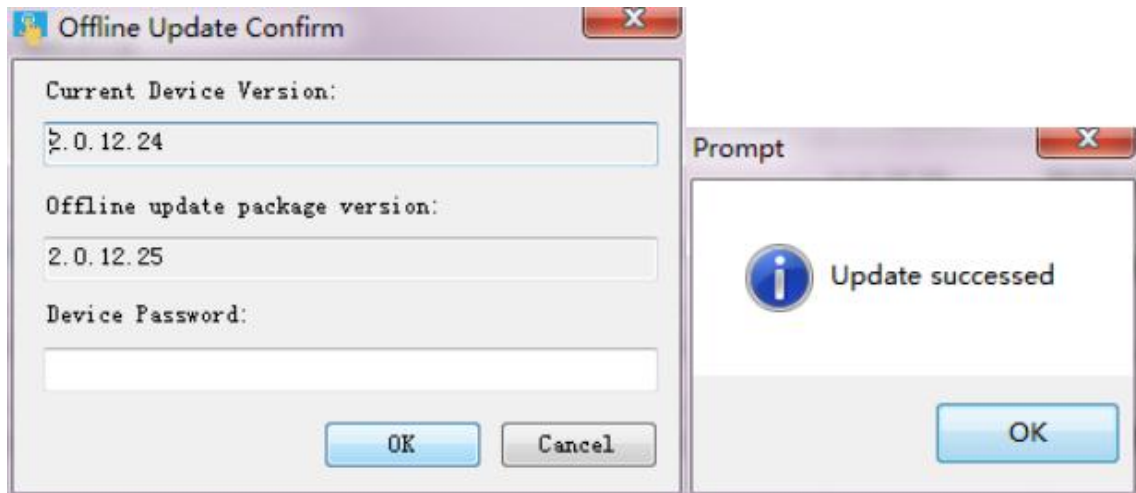 Offline Update Confirm
Current Device Version:
2.0.12.24
Offline update package version:
2.0.12.25
Device Password:
OK
Cancel
Prompt
Update successed
OK